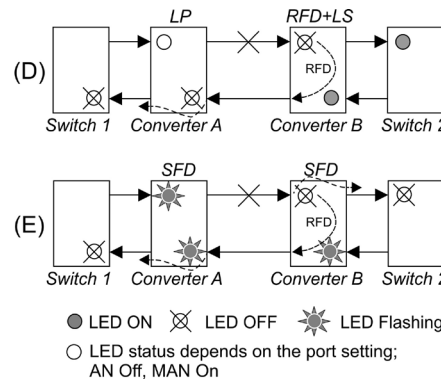 LP RFD+LS
(D)
RFD
Switch 1 Converter A Converter B Switch 2
SFD SFD
(E)
RFD
Switch 1 Converter A Converter B Switch 2
LED ON LED OFF LED Flashing
LED status depends on the port setting;
AN Off, MAN On